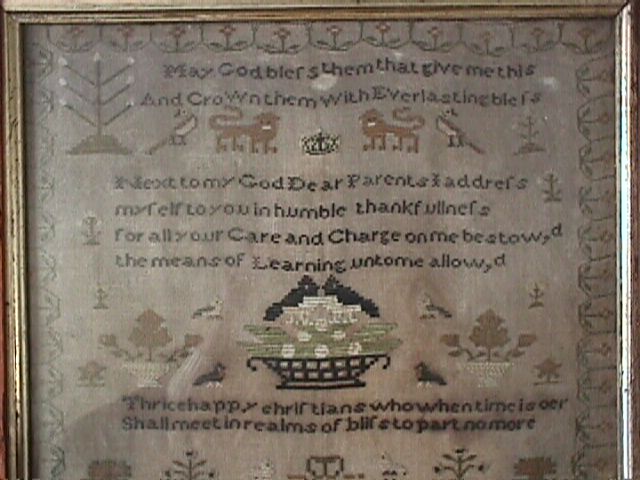 May God bleſs them that give me this
And Crown them With Everlasting bleſs
Next to my God Dear Parents I addreſs
myſelf to you in humble thankfullneſs
for all your Care and Charge on me bestow,d
the means of Learning unto me allow,d
Thrice happy chriſtians who when time is oer
Shall meet in realms of bliſs to part no more